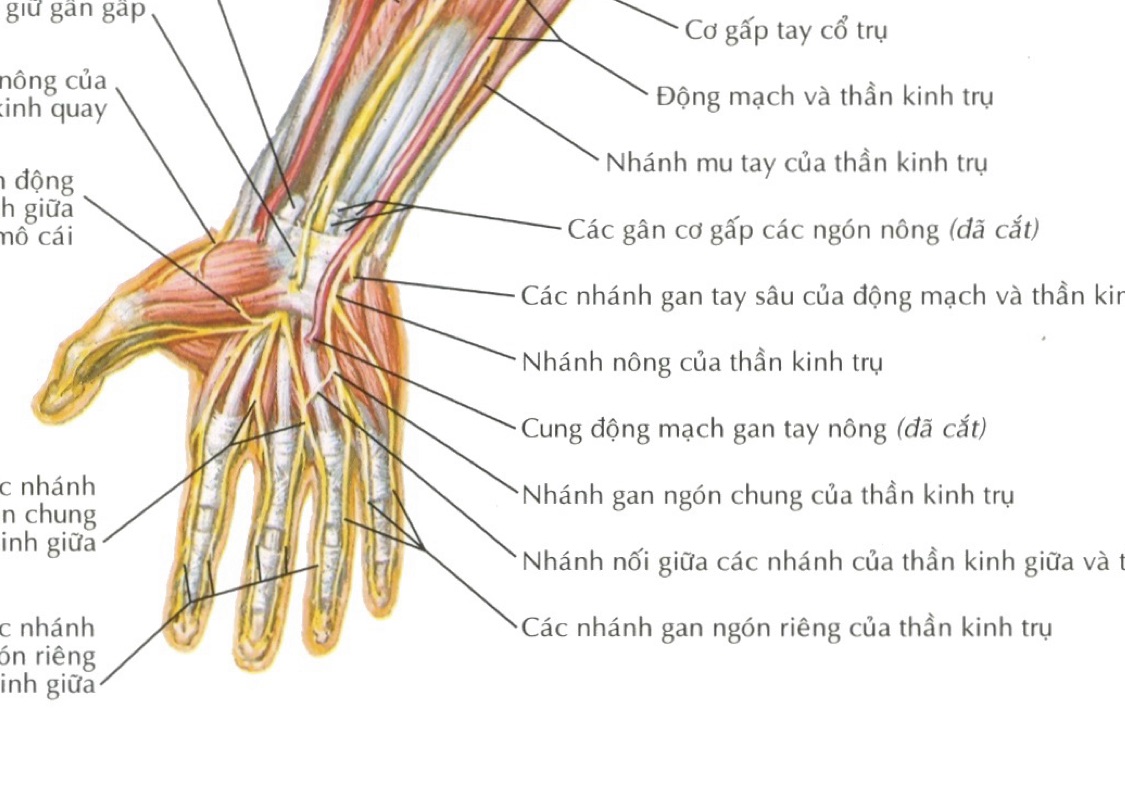 giữ gân gấp
nông của
kinh quay
động
h giữa
mô cái
c nhánh
n chung
inh giữa
c nhánh
ón riêng
inh giữa
Cơ gấp tay cổ trụ
Động mạch và thần kinh trụ
Nhánh mu tay của thần kinh trụ
Các gân cơ gấp các ngón nông (đã cắt)
Các nhánh gan tay sâu của động mạch và thần kin
Nhánh nông của thần kinh trụ
Cung động mạch gan tay nông (đã cắt)
Nhánh gan ngón chung của thần kinh trụ
Nhánh nối giữa các nhánh của thần kinh giữa và t
Các nhánh gan ngón riêng của thần kinh trụ